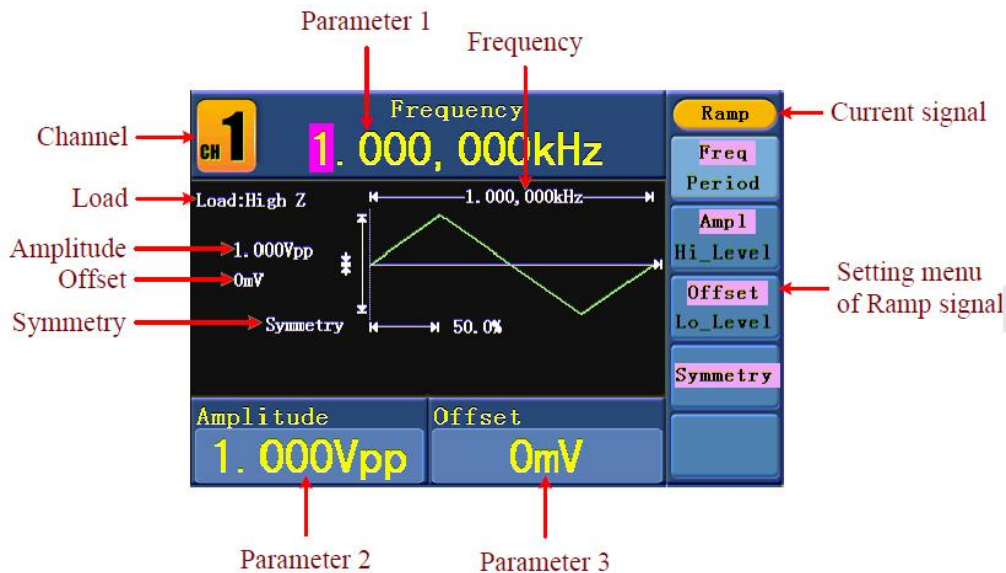 Parameter 1
Frequency
Channel
CH 1
Frequency
1.000,000kHz
Ramp
Current signal
Freq
Period
Load
Load:High Z
1.000,000kHz
Amplitude
1.000Vpp
Ampl
Hi_Level
Offset
0mV
Offset
Lo_Level
Setting menu
of Ramp signal
Symmetry
Symmetry
50.0%
Symmetry
Amplitude
1.000Vpp
Offset
0mV
Parameter 2
Parameter 3